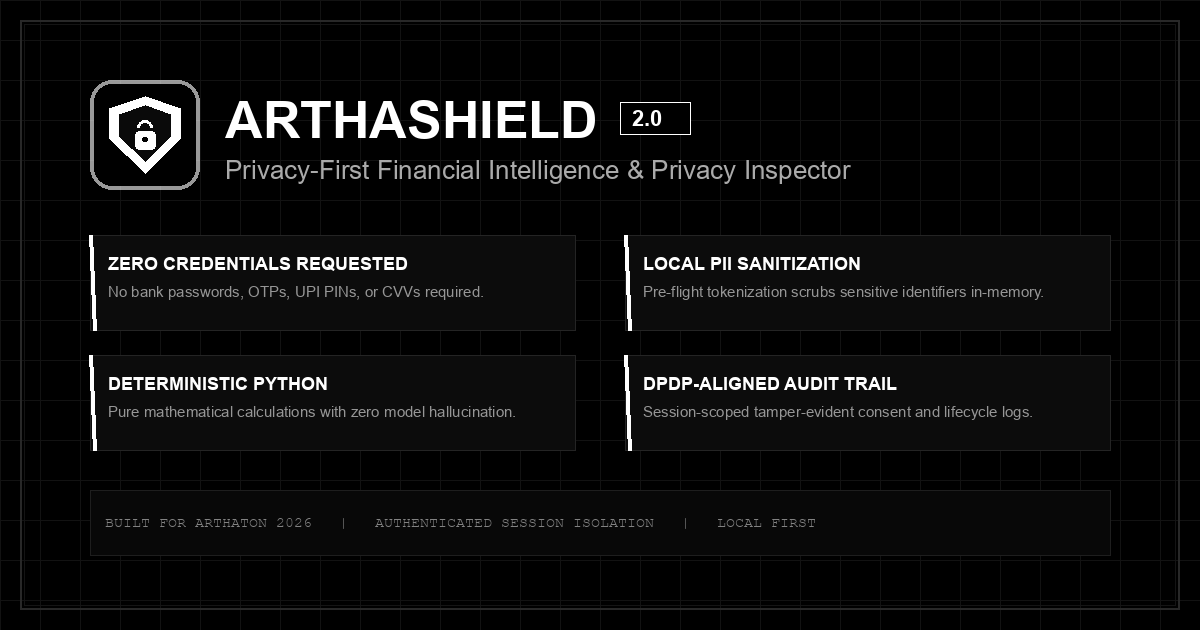 ARTHASHIELD 2.0
Privacy-First Financial Intelligence & Privacy Inspector
ZERO CREDENTIALS REQUESTED
No bank passwords, OTPs, UPI PINs, or CVVs required.
LOCAL PII SANITIZATION
Pre-flight tokenization scrubs sensitive identifiers in-memory.
DETERMINISTIC PYTHON
Pure mathematical calculations with zero model hallucination.
DPDP-ALIGNED AUDIT TRAIL
Session-scoped tamper-evident consent and lifecycle logs.
BUILT FOR ARTHATON 2026 | AUTHENTICATED SESSION ISOLATION | LOCAL FIRST